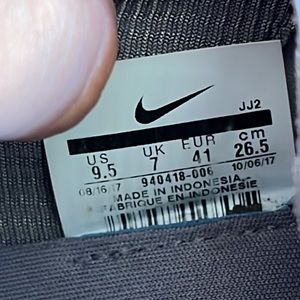 JJ2
US UK EUR cm
9.5 7 41 26.5
08/16/17 940418-006 10/06/17
MADE IN INDONESIA
FABRIQUE EN INDONESIE